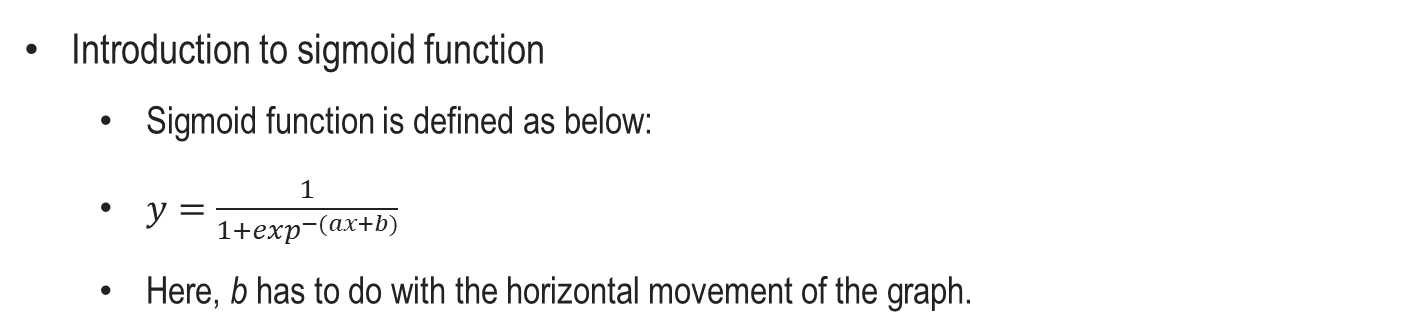 • Introduction to sigmoid function
• Sigmoid function is defined as below:
• y = \frac{1}{1+exp^{-(ax+b)}}
• Here, b has to do with the horizontal movement of the graph.